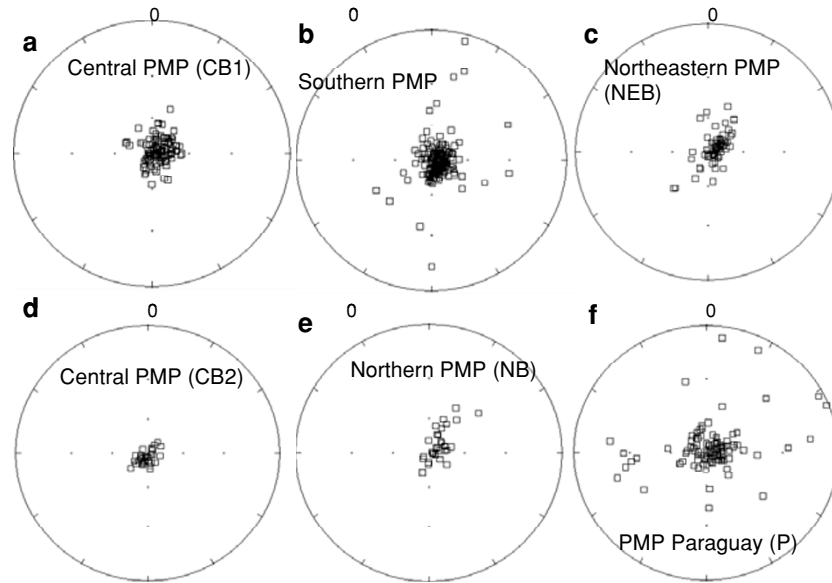 a
0
Central PMP (CB1)
b
0
Southern PMP
c
0
Northeastern PMP
(NEB)
d
0
Central PMP (CB2)
e
0
Northern PMP (NB)
f
0
PMP Paraguay (P)